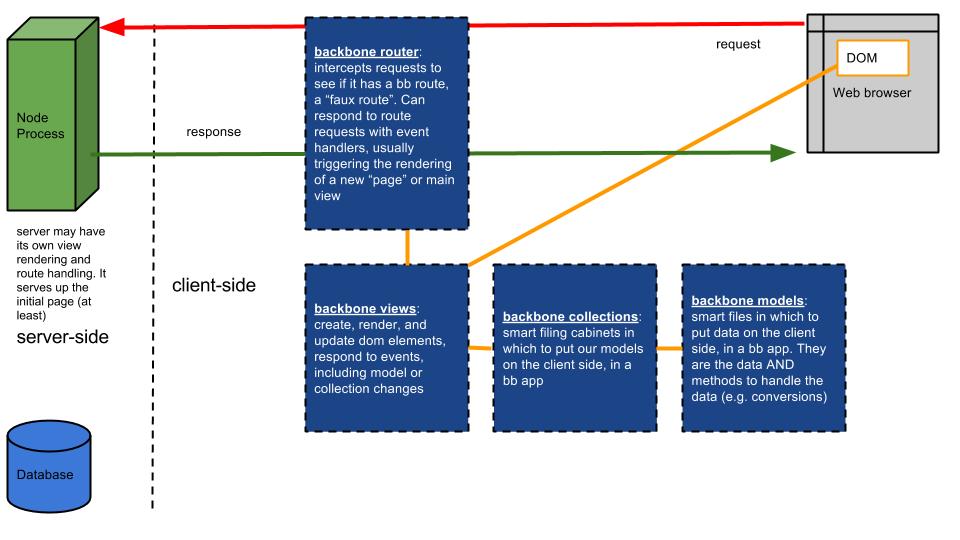 backbone router:
intercepts requests to
see if it has a bb route,
a “faux route”. Can
respond to route
requests with event
handlers, usually
triggering the rendering
of a new “page” or main
view
request
DOM
Web browser
Node
Process
response
server may have
its own view
rendering and
route handling. It
serves up the
initial page (at
least)
server-side
client-side
backbone views:
create, render, and
update dom elements,
respond to events,
including model or
collection changes
backbone collections:
smart filing cabinets in
which to put our models
on the client side, in a
bb app
backbone models:
smart files in which to
put data on the client
side, in a bb app. They
are the data AND
methods to handle the
data (e.g. conversions)
Database